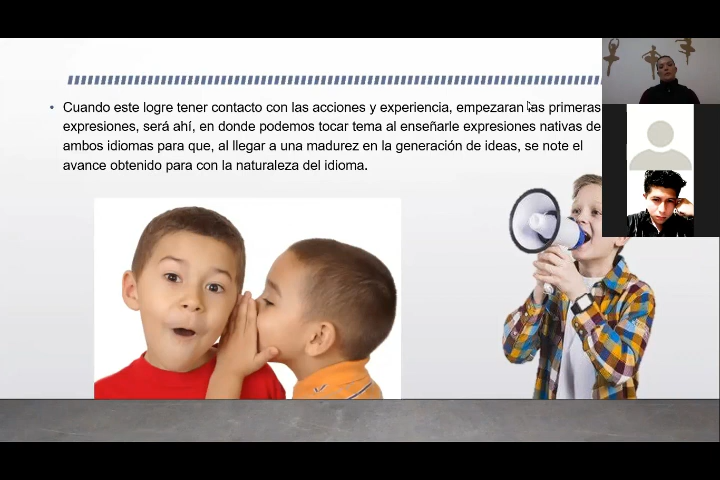 Cuando este logre tener contacto con las acciones y experiencia, empezaran las primeras
expresiones, será ahí, en donde podemos tocar tema al enseñarle expresiones nativas de
ambos idiomas para que, al llegar a una madurez en la generación de ideas, se note el
avance obtenido para con la naturaleza del idioma.